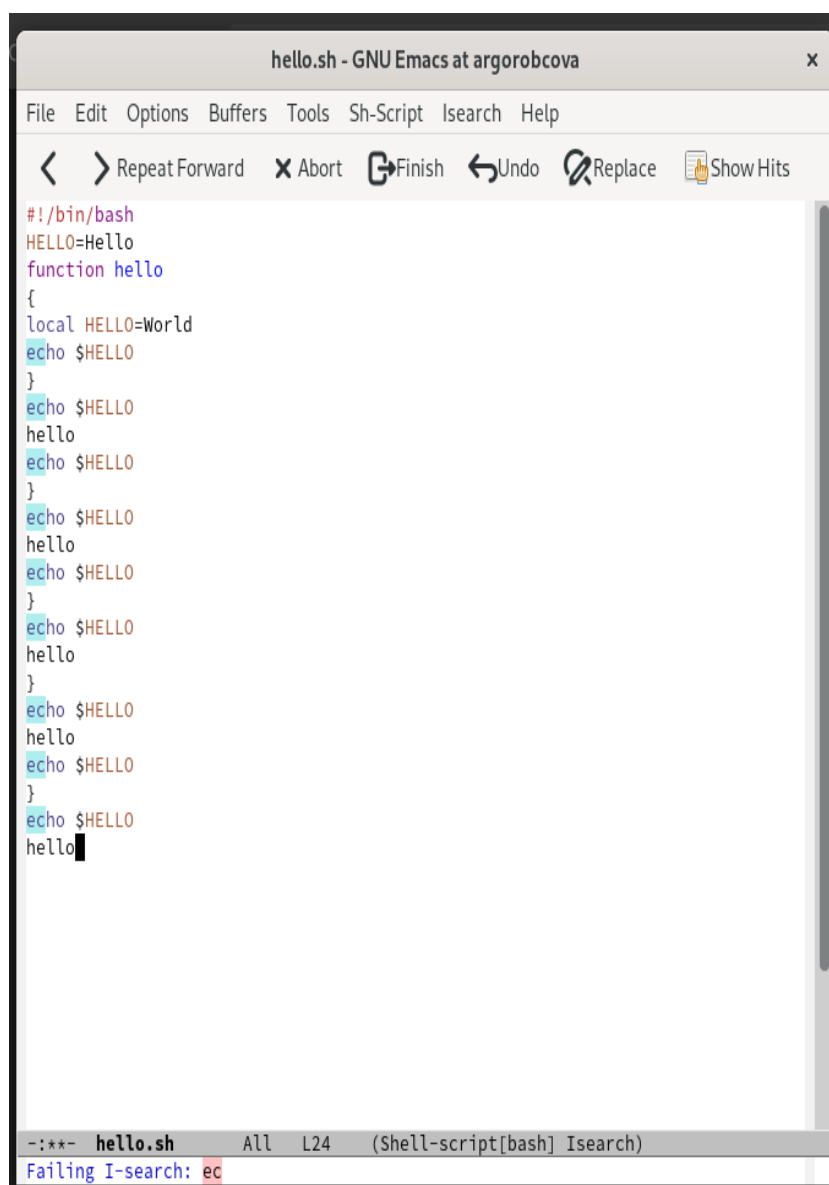 hello.sh - GNU Emacs at argorobcova
File Edit Options Buffers Tools Sh-Script Isearch Help
Repeat Forward Abort Finish Undo Replace Show Hits
#!/bin/bash
HELLO=Hello
function hello
{
local HELLO=World
echo $HELLO
}
echo $HELLO
hello
echo $HELLO
}
echo $HELLO
hello
echo $HELLO
}
echo $HELLO
hello
}
echo $HELLO
hello
echo $HELLO
}
echo $HELLO
hello
-:**- hello.sh All L24 (Shell-script[bash] Isearch)
Failing I-search: ec